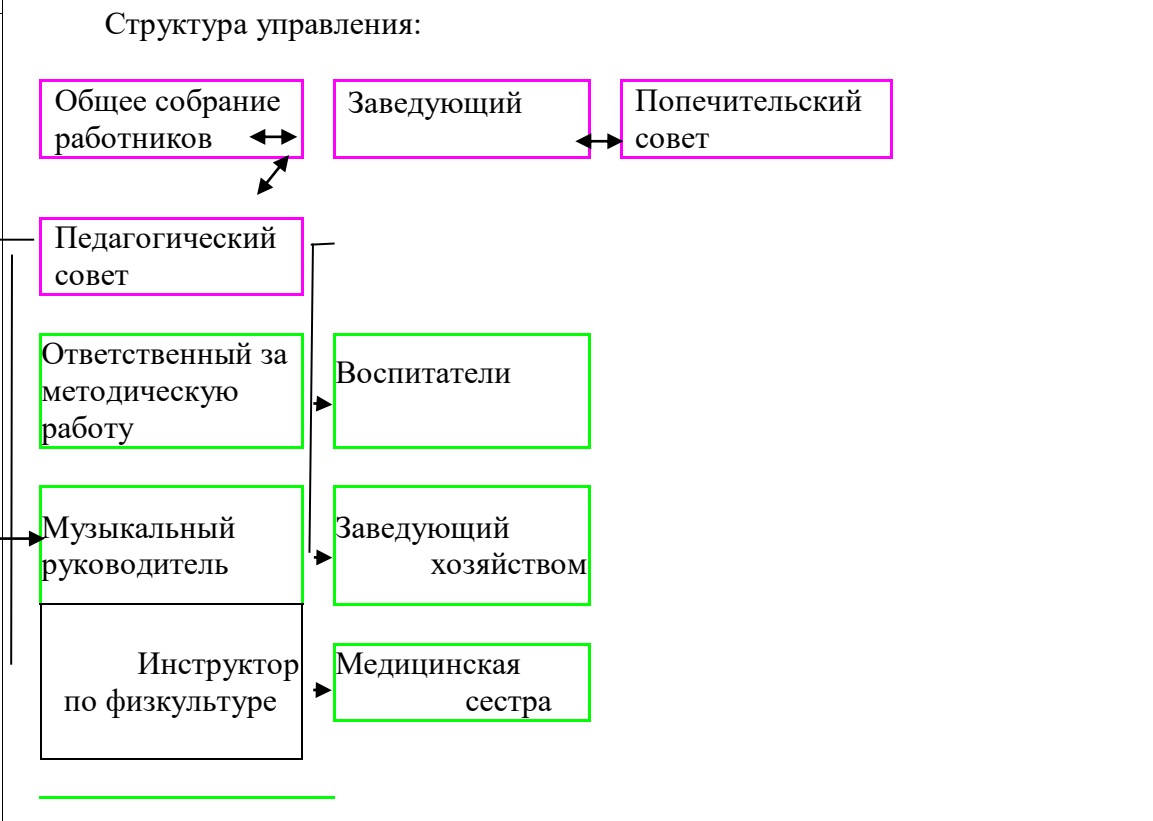 Структура управления:
Общее собрание
работников
Заведующий
Попечительский
совет
Педагогический
совет
Ответственный за
методическую
работу
Воспитатели
Музыкальный
руководитель
Заведующий
хозяйством
Инструктор
по физкультуре
Медицинская
сестра